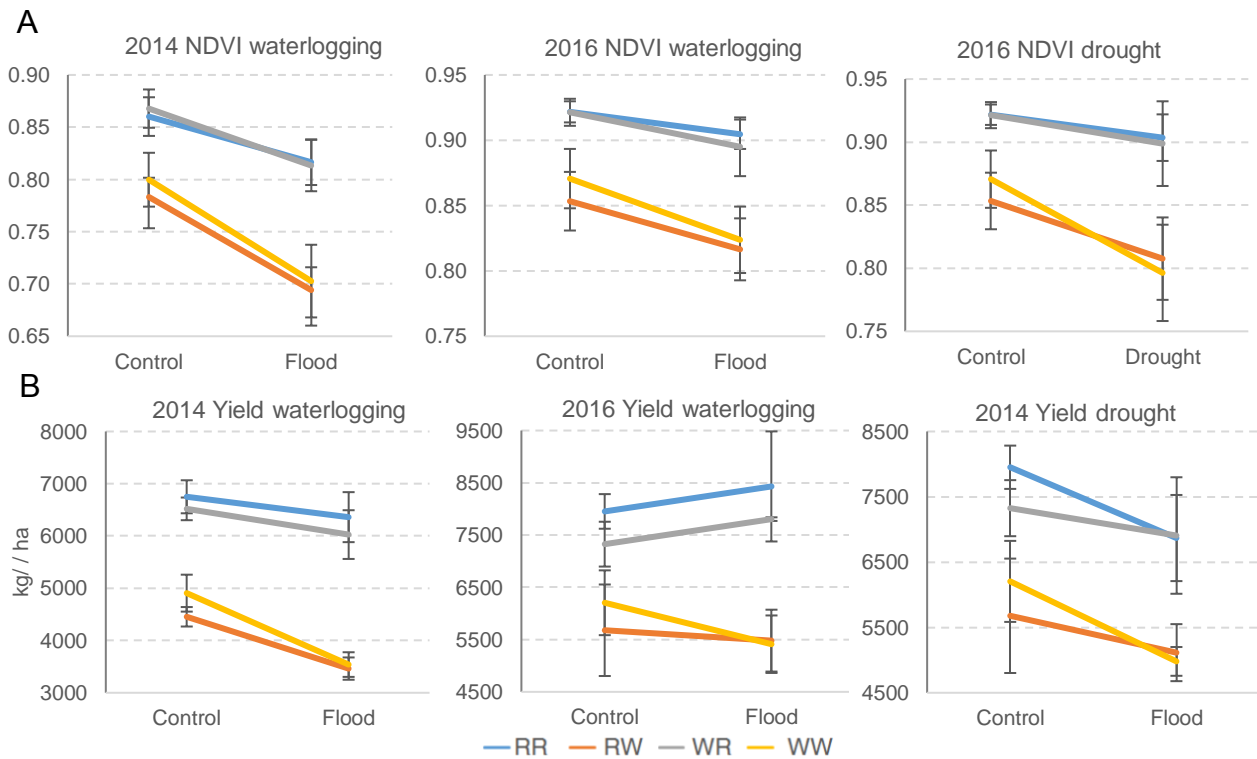 A
2014 NDVI waterlogging
2016 NDVI waterlogging
2016 NDVI drought
0.90
0.85
0.80
0.75
0.70
0.65
Control
Flood
0.95
0.90
0.85
0.80
0.75
Control
Flood
0.95
0.90
0.85
0.80
0.75
Control
Drought
B
2014 Yield waterlogging
2016 Yield waterlogging
2014 Yield drought
kg/ / ha
8000
7000
6000
5000
4000
3000
Control
Flood
9500
8500
7500
6500
5500
4500
Control
Flood
8500
7500
6500
5500
4500
Control
Flood
RR RW WR WW